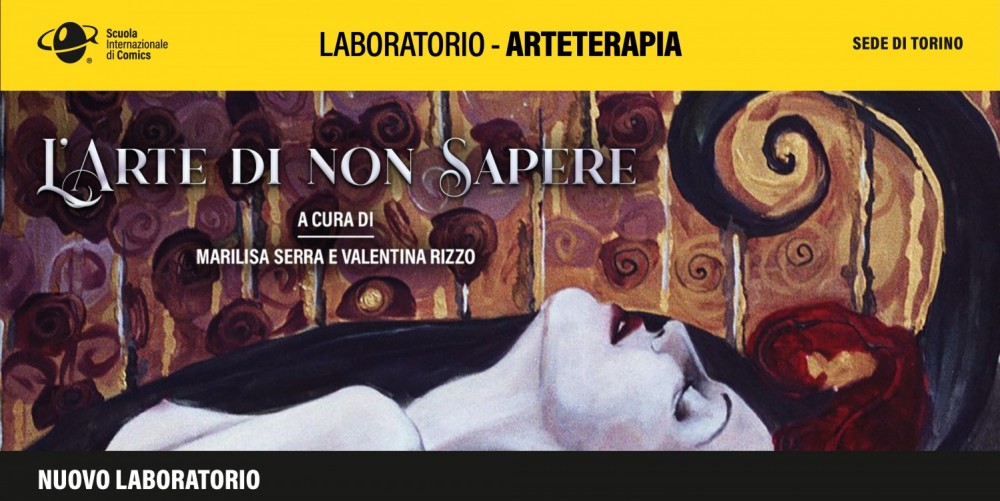 Scuola
Internazionale
di Comics
®
LABORATORIO - ARTETERAPIA
SEDE DI TORINO
L'ARTE DI NON SAPERE
A CURA DI
MARILISA SERRA E VALENTINA RIZZO
NUOVO LABORATORIO